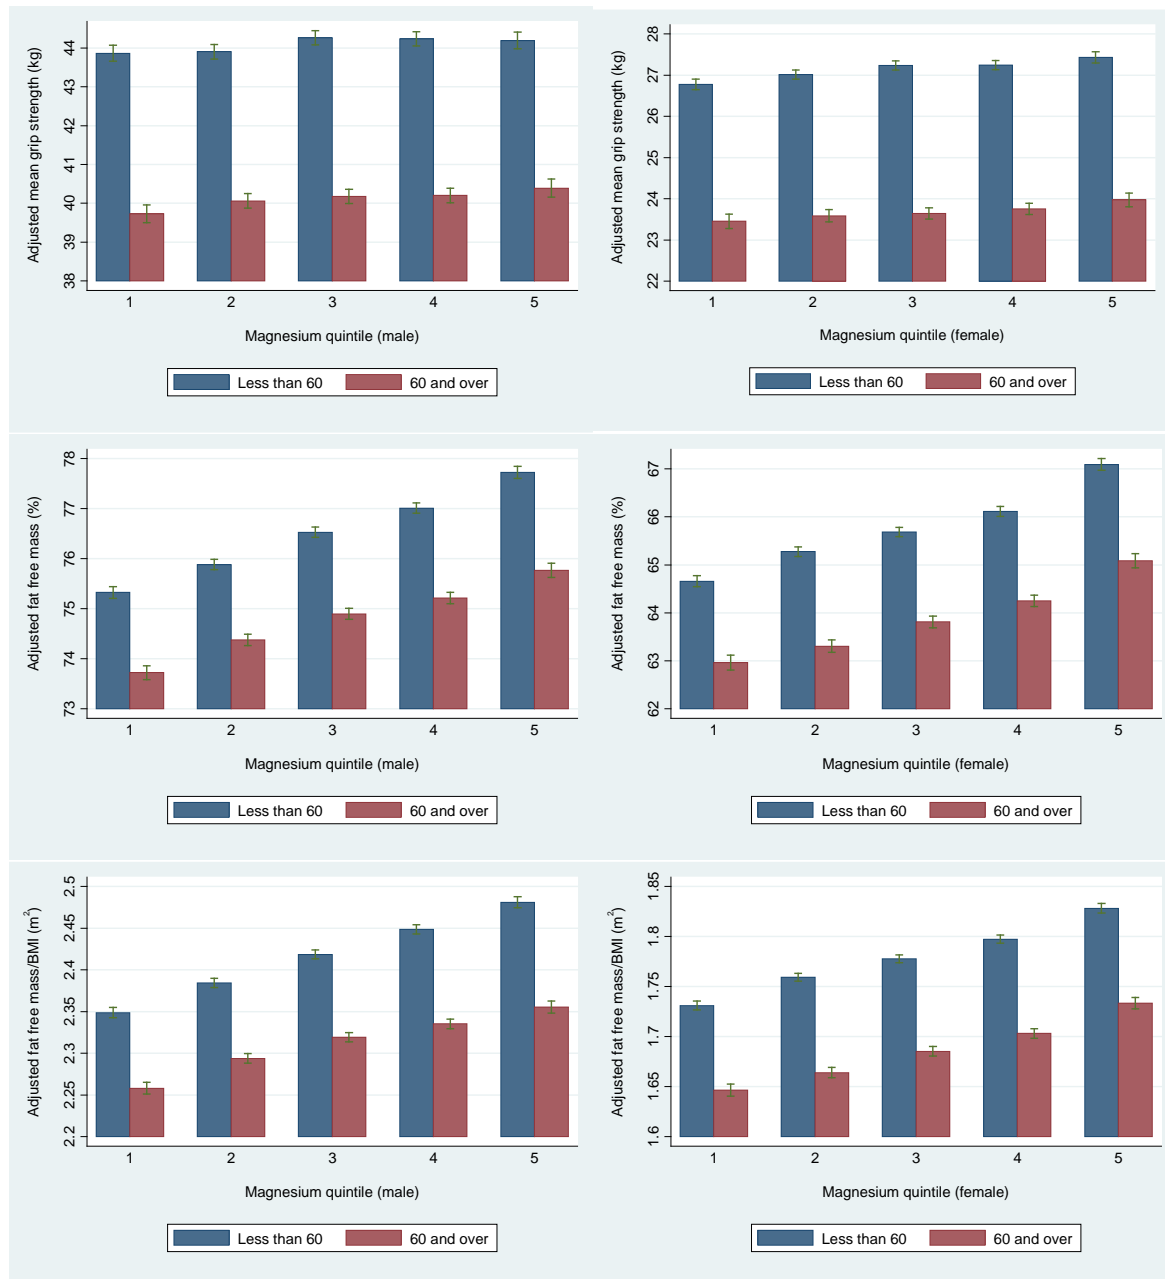 Adjusted mean grip strength (kg)
44
43
42
41
40
39
38
1 2 3 4 5
Magnesium quintile (male)
Less than 60 60 and over
Adjusted mean grip strength (kg)
28
27
26
25
24
23
22
1 2 3 4 5
Magnesium quintile (female)
Less than 60 60 and over
Adjusted fat free mass (%)
78
77
76
75
74
73
1 2 3 4 5
Magnesium quintile (male)
Less than 60 60 and over
Adjusted fat free mass (%)
67
66
65
64
63
62
1 2 3 4 5
Magnesium quintile (female)
Less than 60 60 and over
Adjusted fat free mass/BMI (m²)
2.5
2.45
2.4
2.35
2.3
2.25
2.2
1 2 3 4 5
Magnesium quintile (male)
Less than 60 60 and over
Adjusted fat free mass/BMI (m²)
1.85
1.8
1.75
1.7
1.65
1.6
1 2 3 4 5
Magnesium quintile (female)
Less than 60 60 and over